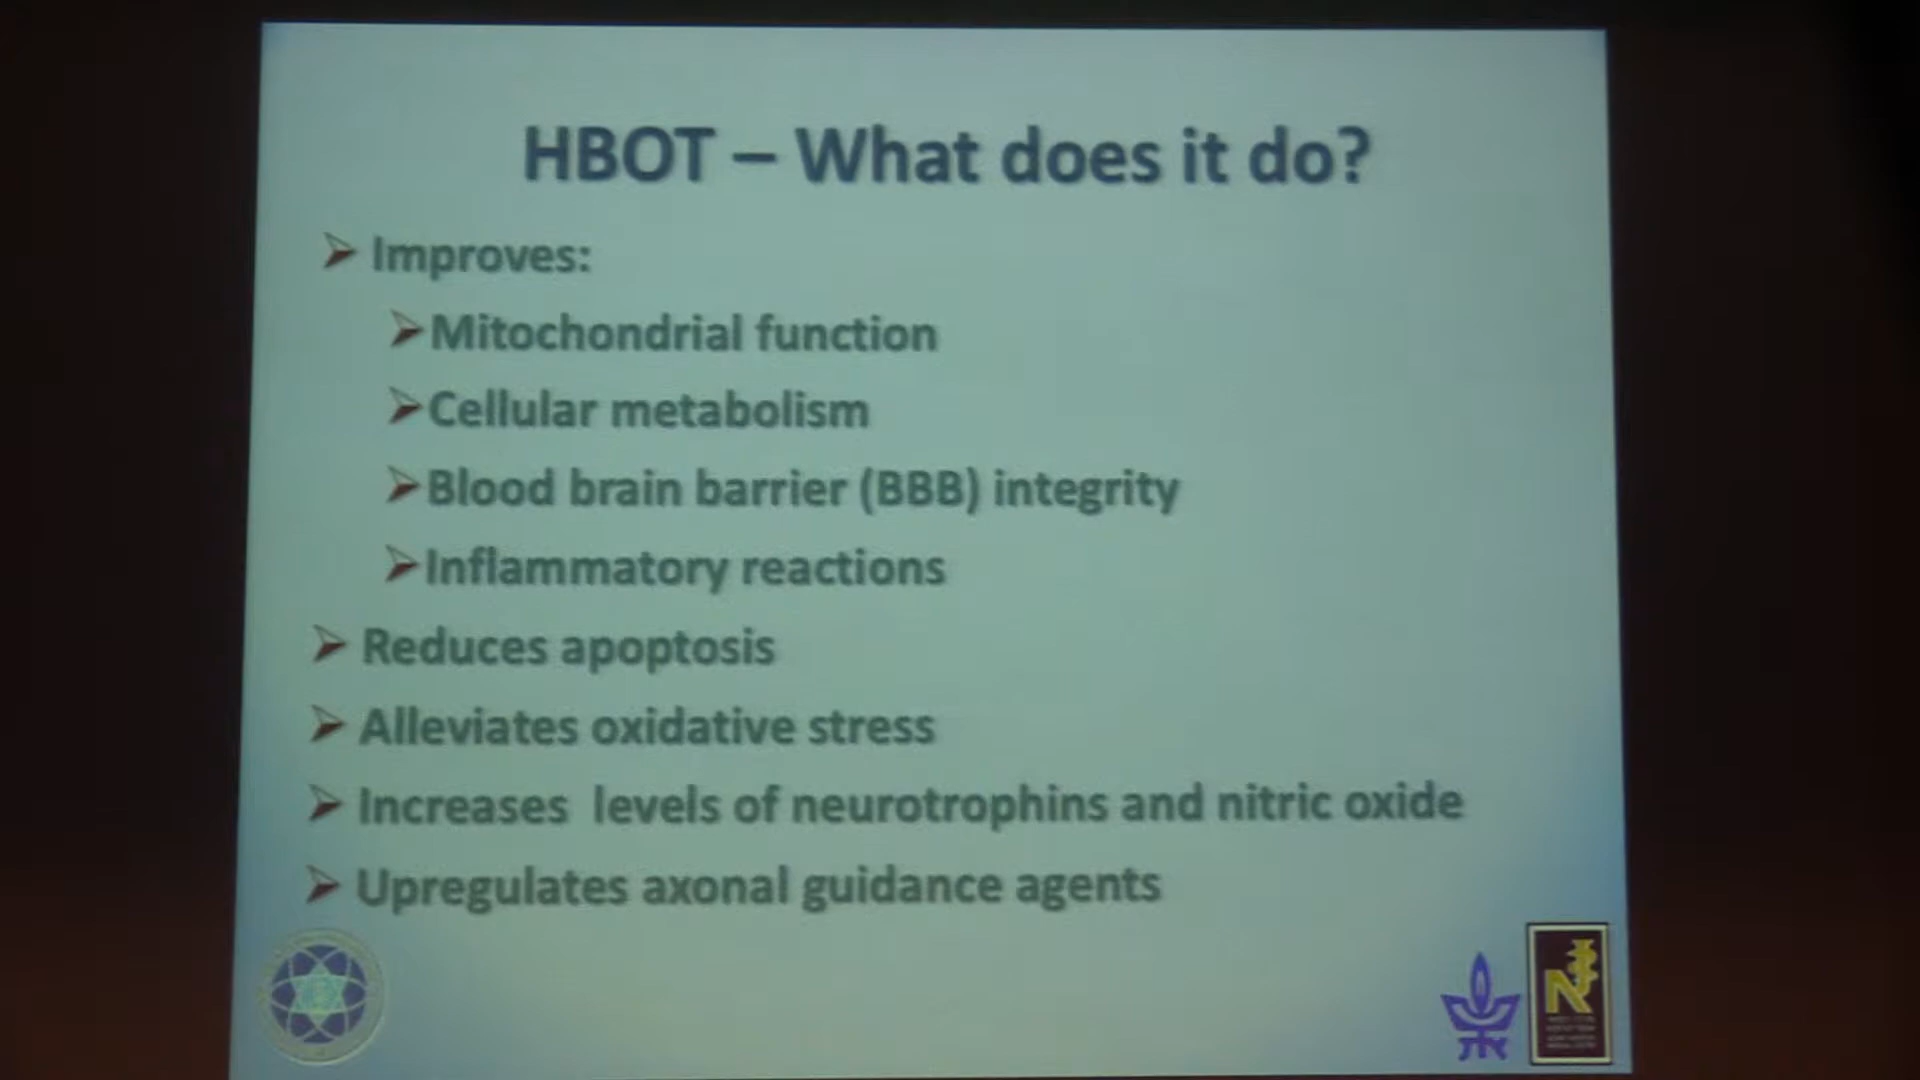 HBOT – What does it do?
➢ Improves:
➢ Mitochondrial function
➢ Cellular metabolism
➢ Blood brain barrier (BBB) integrity
➢ Inflammatory reactions
➢ Reduces apoptosis
➢ Alleviates oxidative stress
➢ Increases levels of neurotrophins and nitric oxide
➢ Upregulates axonal guidance agents